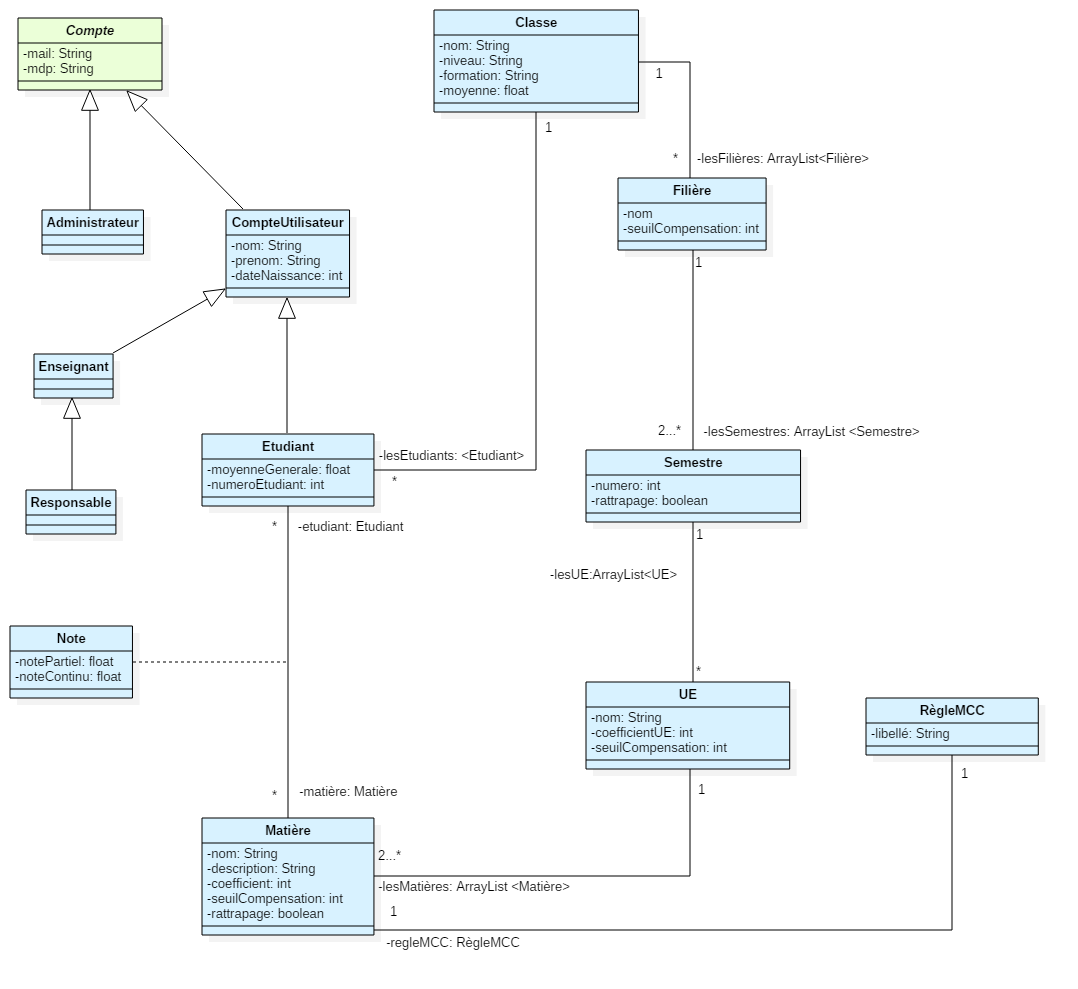 Compte
-mail: String
-mdp: String
Classe
-nom: String
-niveau: String
-formation: String
-moyenne: float
1
1
* -lesFilières: ArrayList<Filière>
Filière
-nom
-seuilCompensation: int
1
Administrateur
CompteUtilisateur
-nom: String
-prenom: String
-dateNaissance: int
Enseignant
Responsable
Etudiant
-moyenneGenerale: float
-numeroEtudiant: int
-lesEtudiants: <Etudiant>
*
2...* -lesSemestres: ArrayList <Semestre>
Semestre
-numero: int
-rattrapage: boolean
1
* -etudiant: Etudiant
-lesUE:ArrayList<UE>
*
Note
-notePartiel: float
-noteContinu: float
UE
-nom: String
-coefficientUE: int
-seuilCompensation: int
1
RègleMCC
-libellé: String
1
* -matière: Matière
Matière
-nom: String
-description: String
-coefficient: int
-seuilCompensation: int
-rattrapage: boolean
2...*
-lesMatières: ArrayList <Matière>
1
-regleMCC: RègleMCC